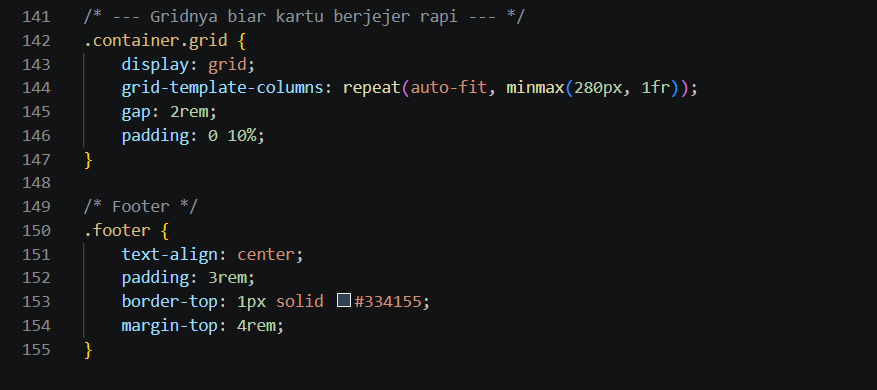 141 /* --- Gridnya biar kartu berjejer rapi --- */
142 .container.grid {
143     display: grid;
144     grid-template-columns: repeat(auto-fit, minmax(280px, 1fr));
145     gap: 2rem;
146     padding: 0 10%;
147 }
148
149 /* Footer */
150 .footer {
151     text-align: center;
152     padding: 3rem;
153     border-top: 1px solid #334155;
154     margin-top: 4rem;
155 }